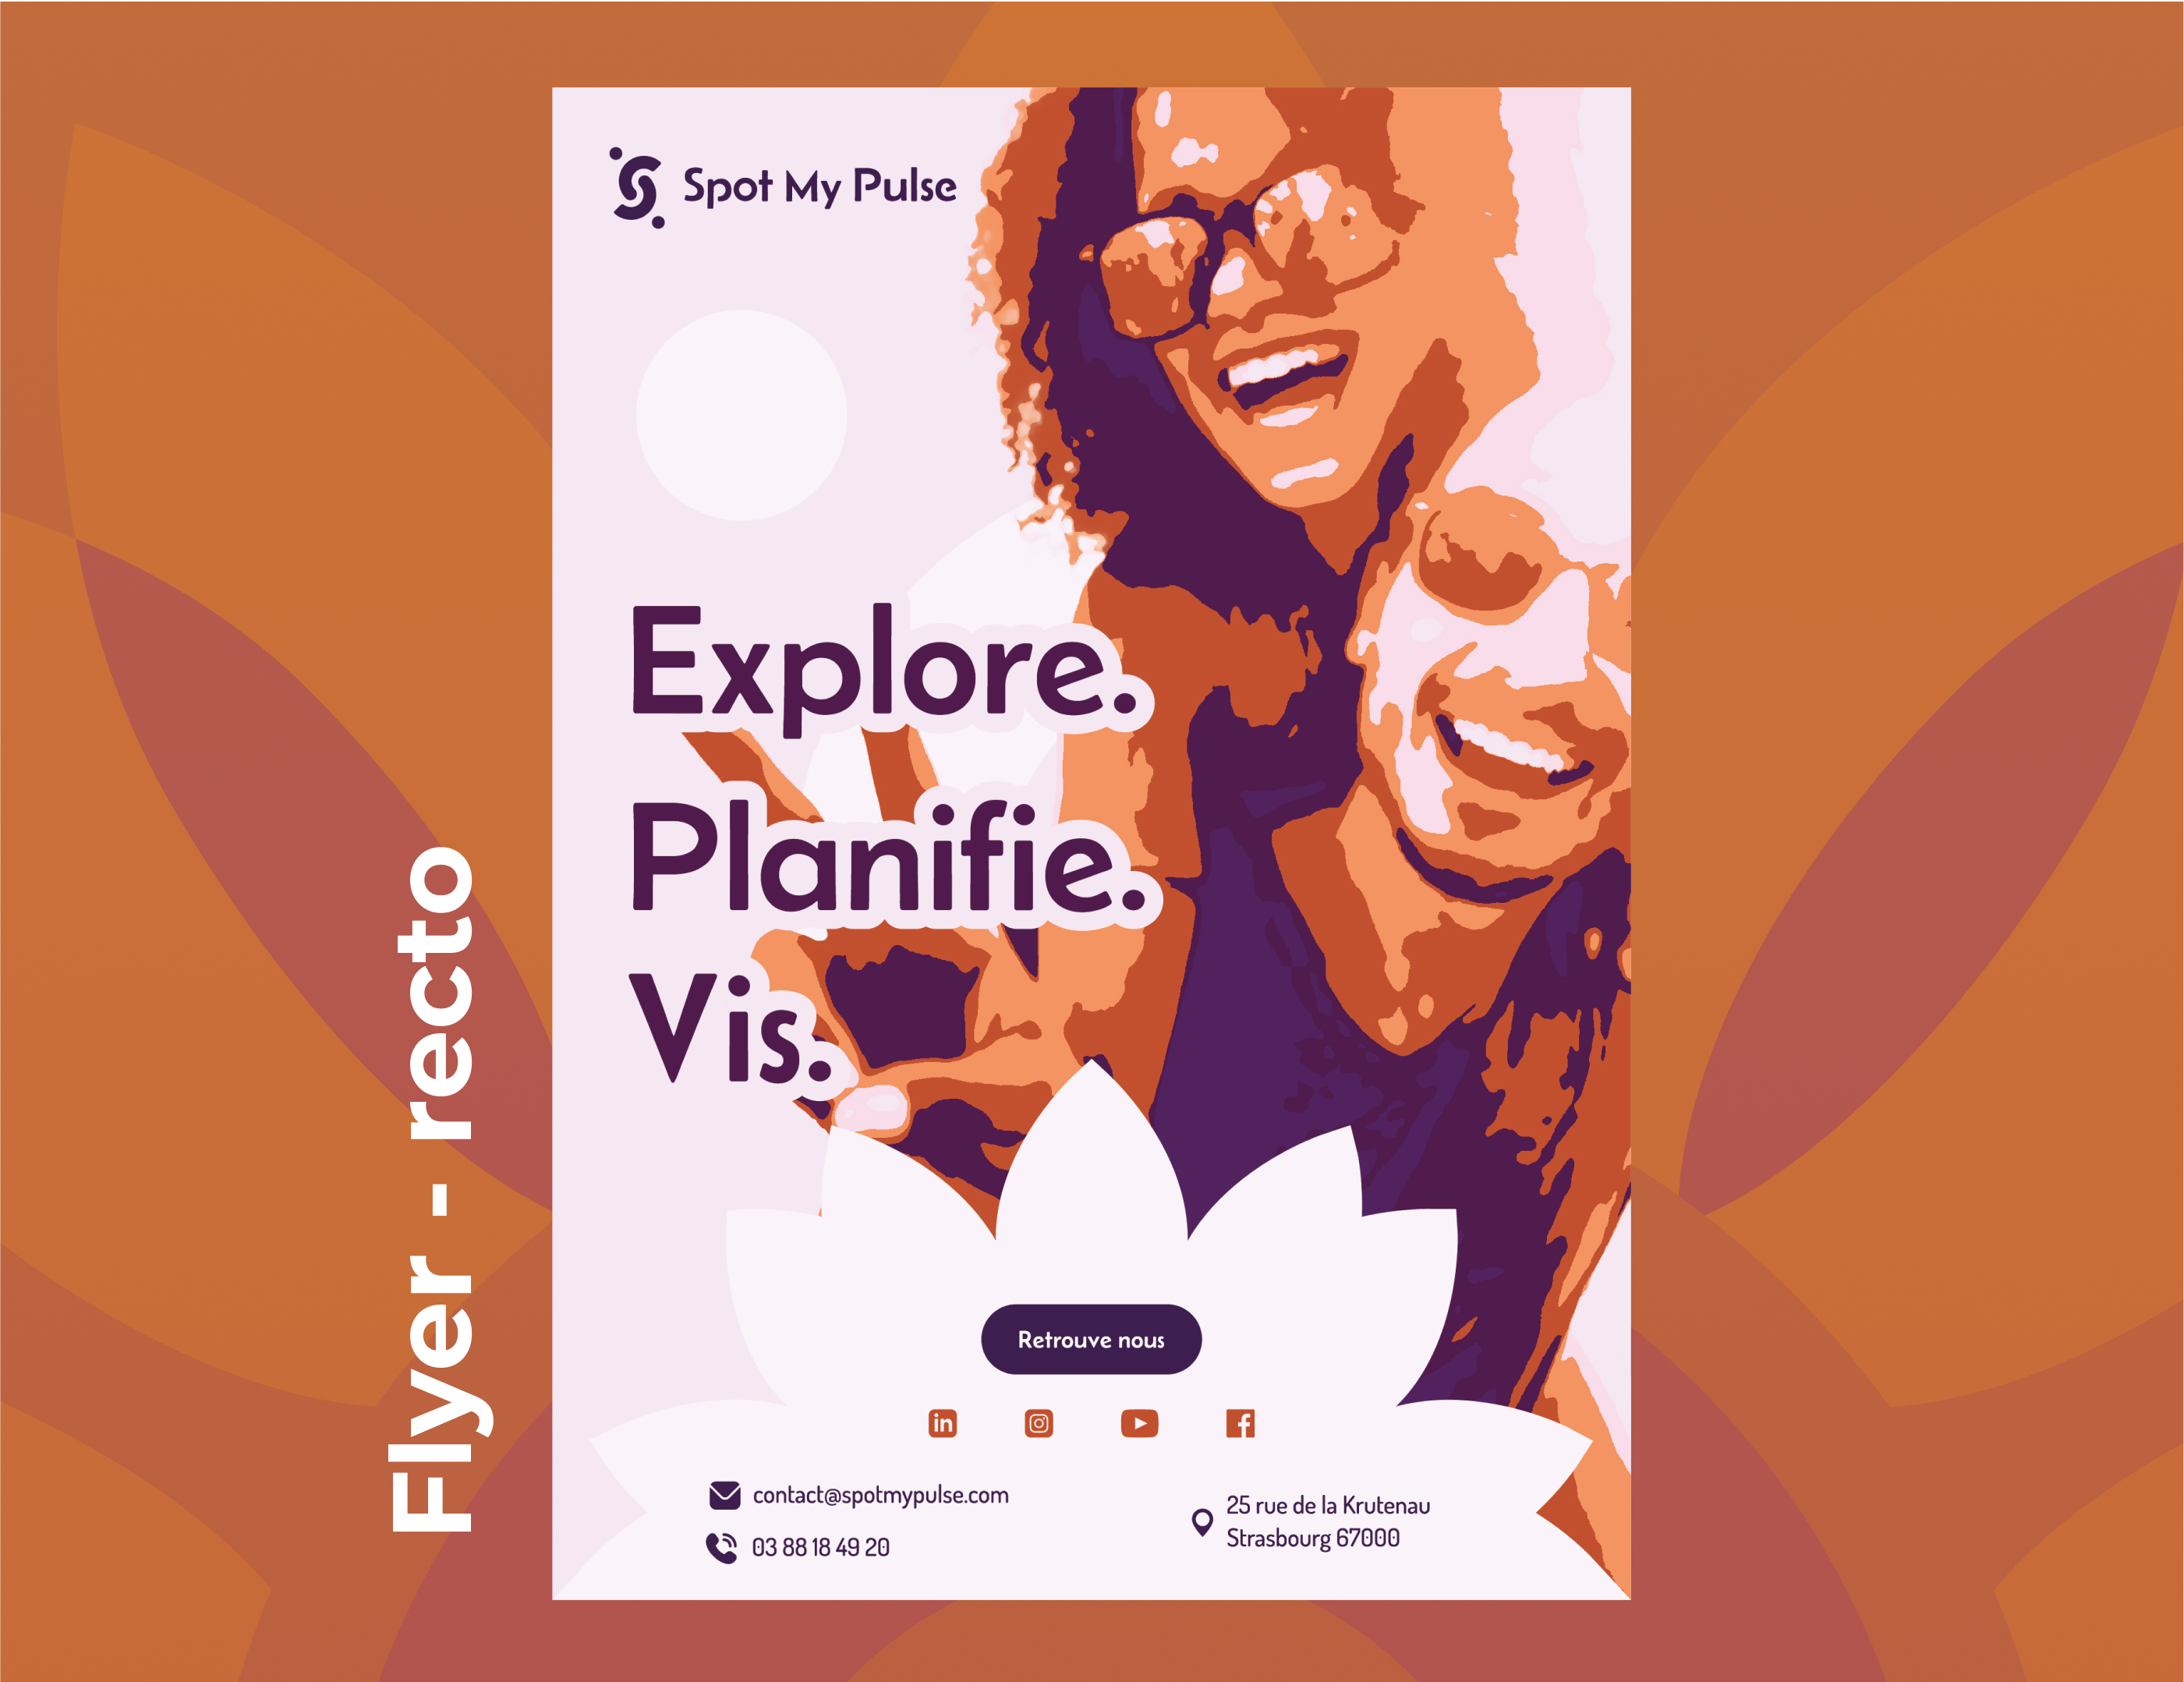 Flyer - recto
Spot My Pulse
Explore.
Planifie.
Vis.
Retrouve nous
in
contact@spotmypulse.com
03 88 18 49 20
25 rue de la Krutenau
Strasbourg 67000